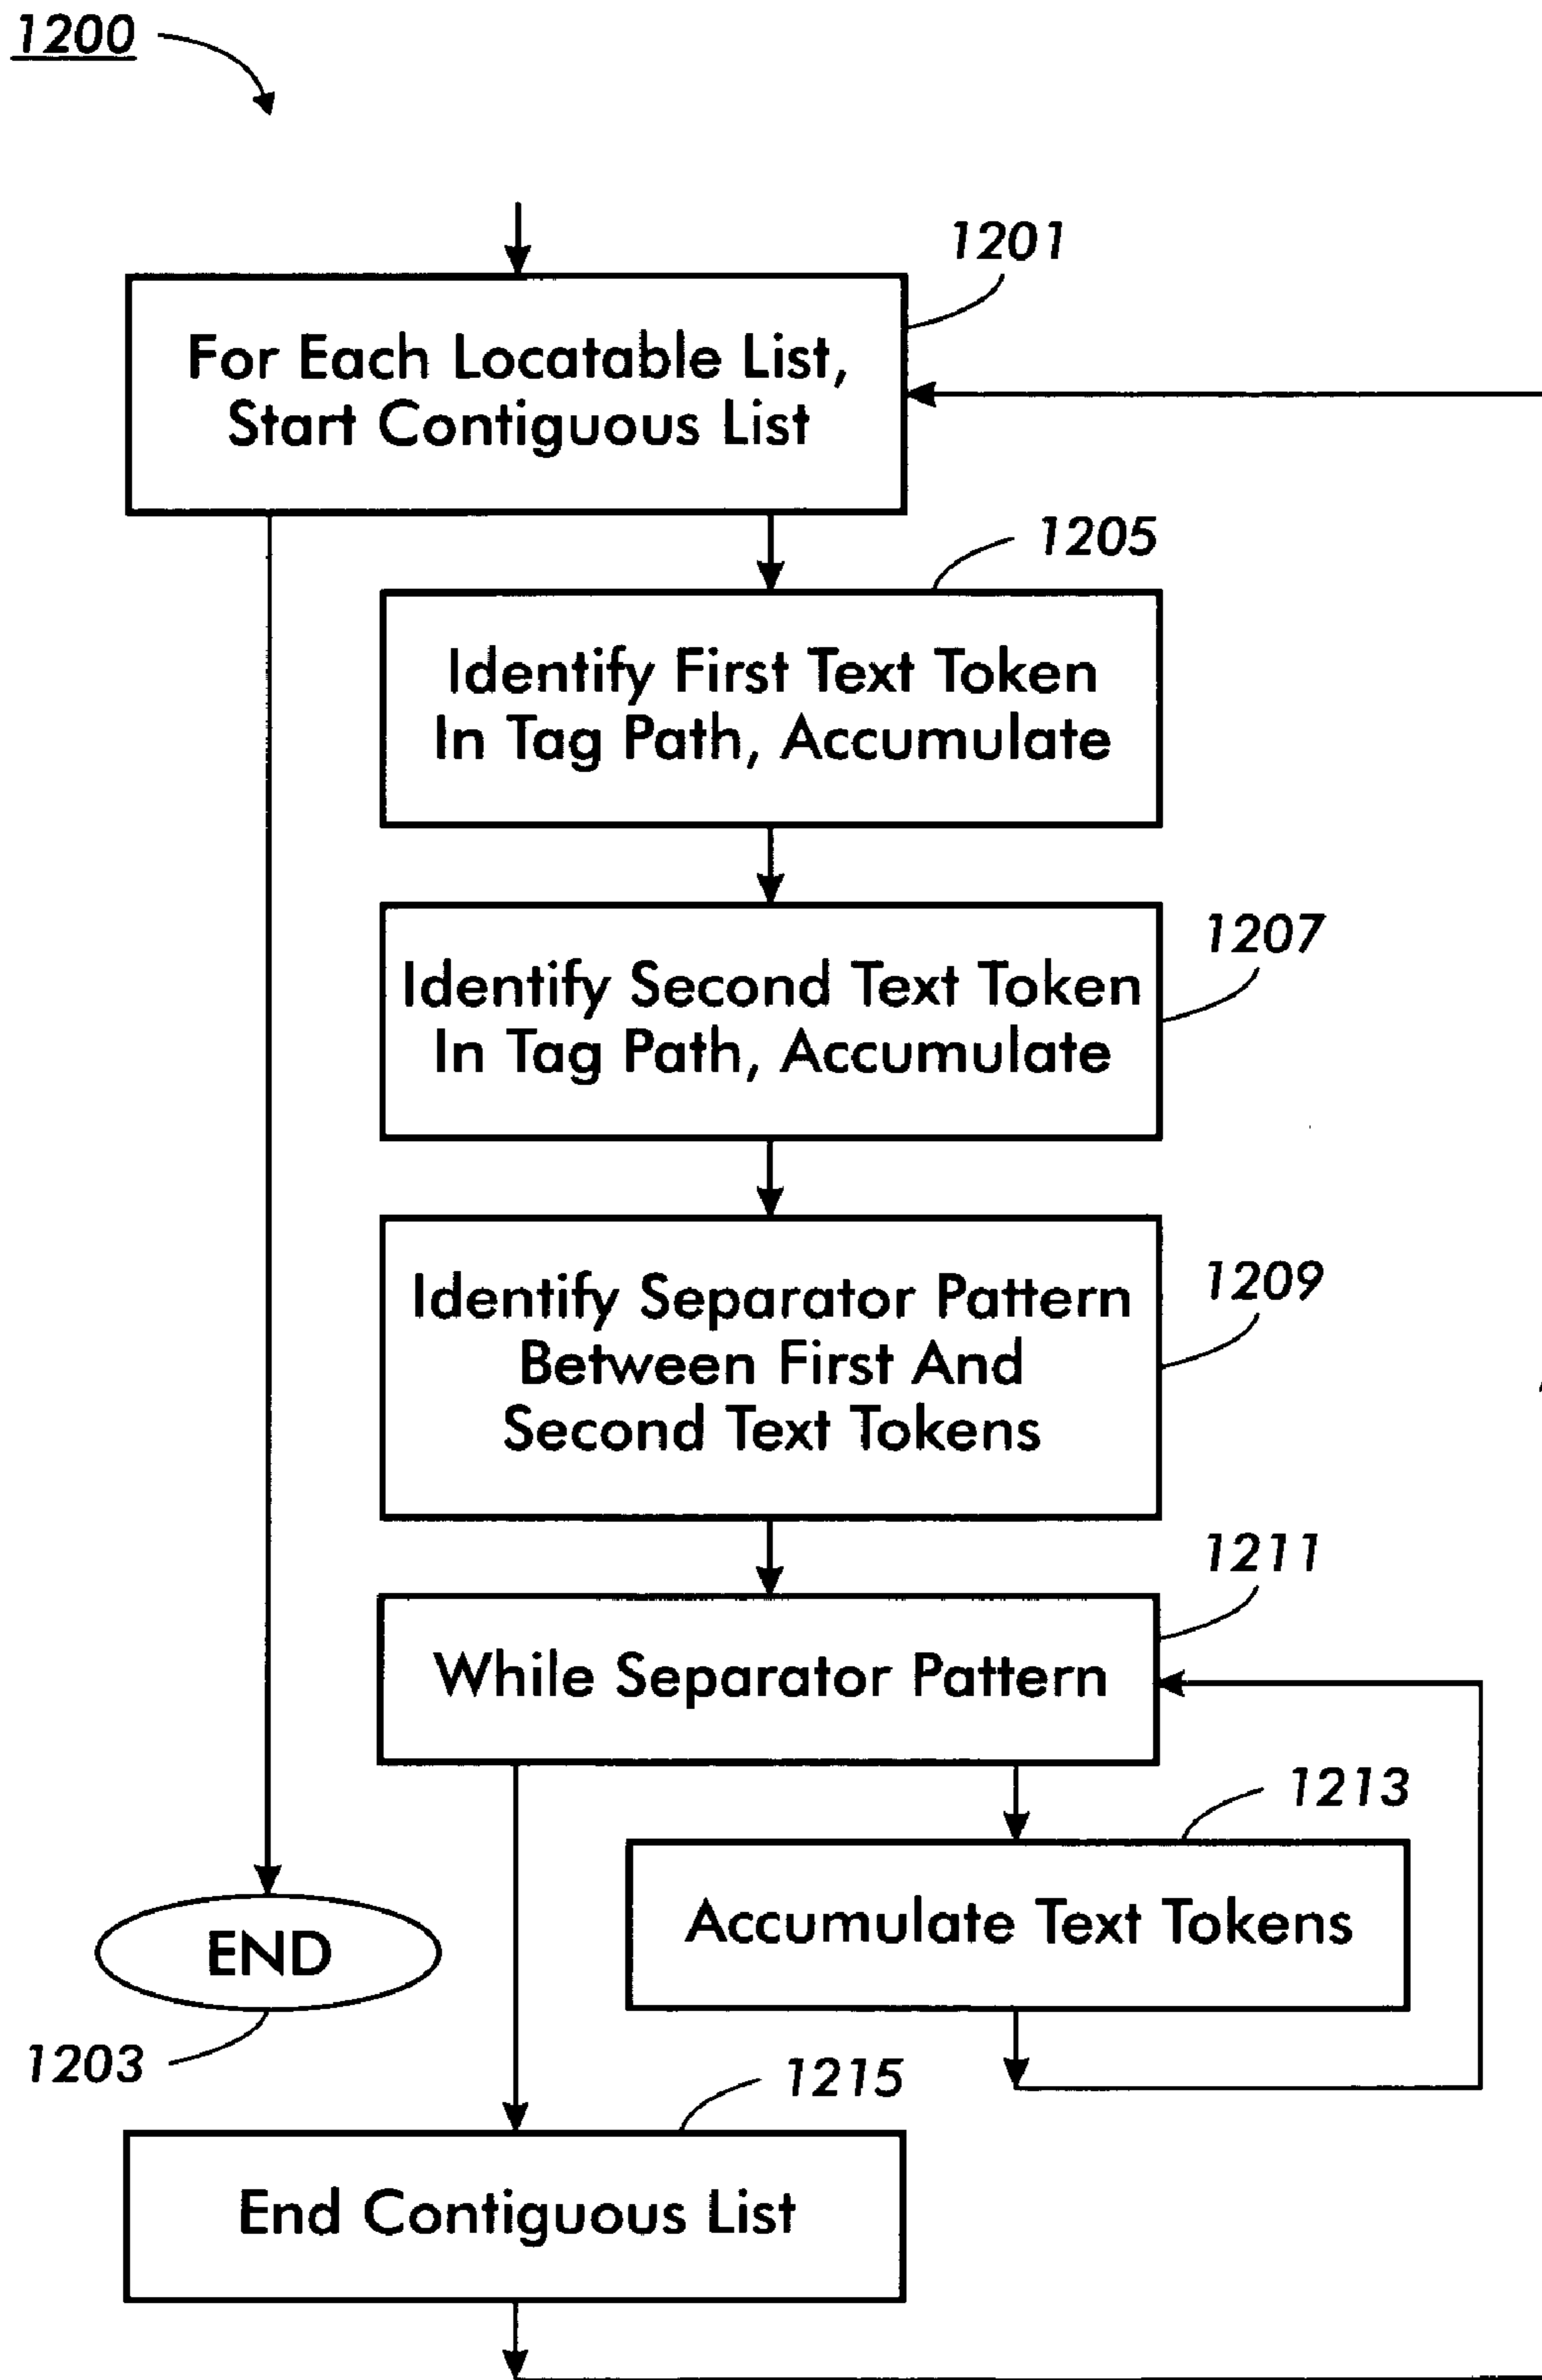 1200
1201
For Each Locatable List,
Start Contiguous List
1205
Identify First Text Token
In Tag Path, Accumulate
1207
Identify Second Text Token
In Tag Path, Accumulate
1209
Identify Separator Pattern
Between First And
Second Text Tokens
1211
While Separator Pattern
1213
Accumulate Text Tokens
END
1203
1215
End Contiguous List